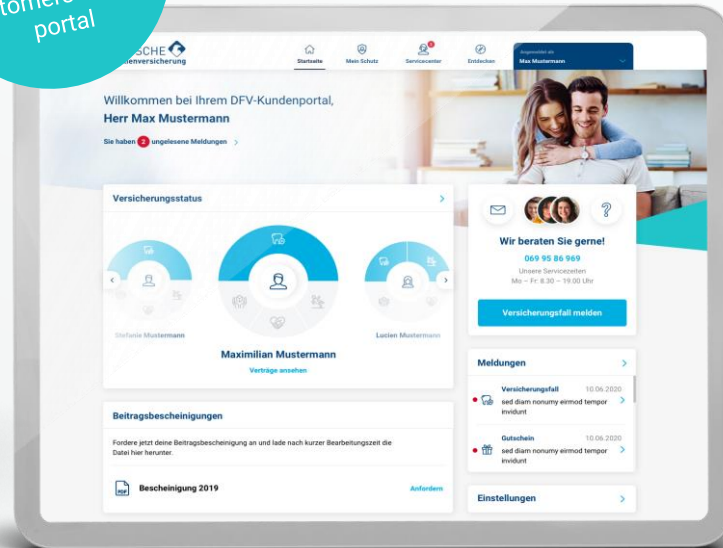 portal
Startseite
Mein Schutz
Servicecenter
Entdecken
Angemeldet als
Max Mustermann
Willkommen bei Ihrem DFV-Kundenportal,
Herr Max Mustermann
Sie haben 2 ungelesene Meldungen
Versicherungsstatus
Stefanie Mustermann
Maximilian Mustermann
Lucien Mustermann
Verträge ansehen
Beitragsbescheinigungen
Fordere jetzt deine Beitragsbescheinigung an und lade nach kurzer Bearbeitungszeit die
Datei hier herunter.
PDF
Bescheinigung 2019
Anfordern
?
Wir beraten Sie gerne!
069 95 86 969
Unsere Servicezeiten
Mo – Fr: 8.30 – 19.00 Uhr
Versicherungsfall melden
Meldungen
Versicherungsfall 10.06.2020
sed diam nonumy eirmod tempor
invidunt
Gutschein 10.06.2020
sed diam nonumy eirmod tempor
invidunt
Einstellungen